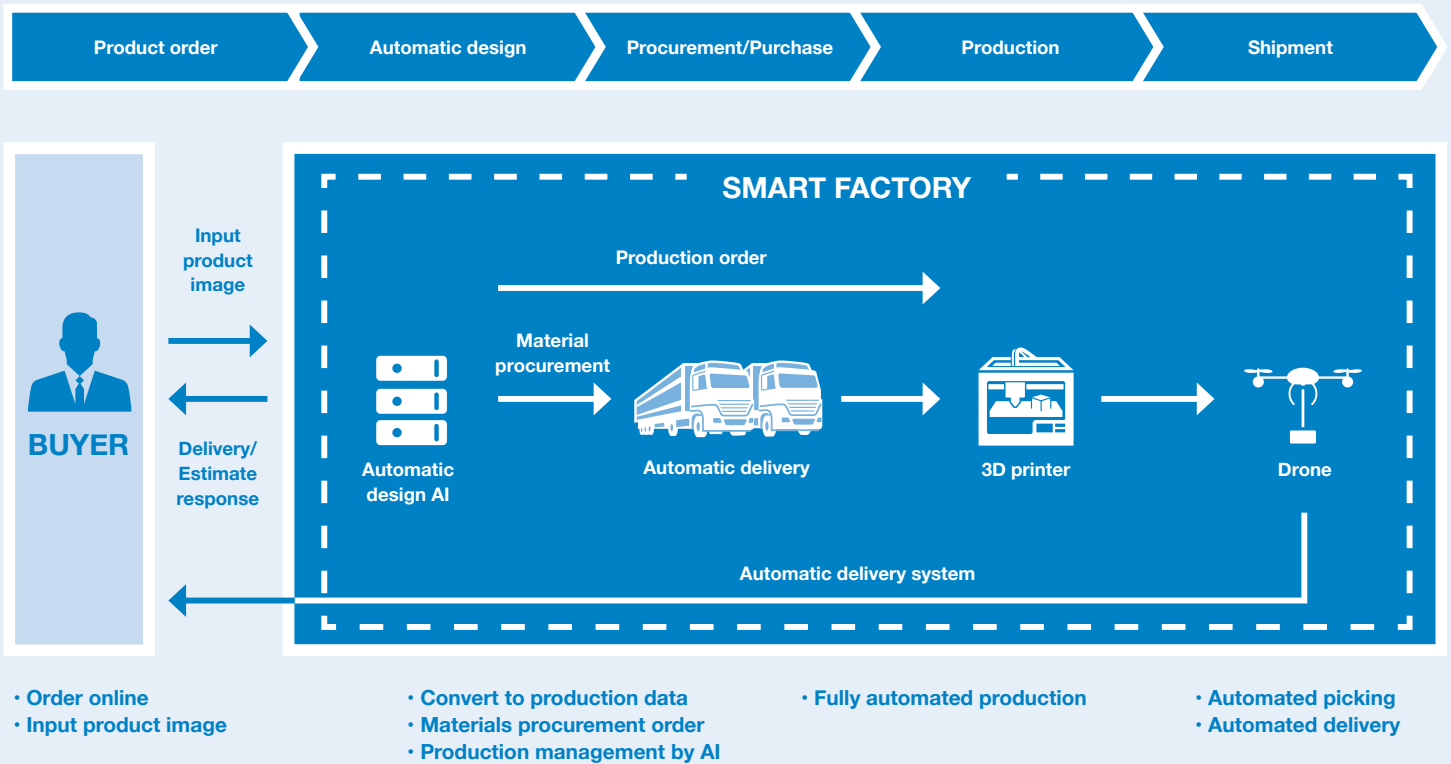 Product order
Automatic design
Procurement/Purchase
Production
Shipment
SMART FACTORY
Input
product
image
Production order
Material
procurement
BUYER
Delivery/
Estimate
response
Automatic
design AI
Automatic delivery
3D printer
Drone
Automatic delivery system
・Order online
・Input product image
・Convert to production data
・Materials procurement order
・Production management by AI
・Fully automated production
・Automated picking
・Automated delivery